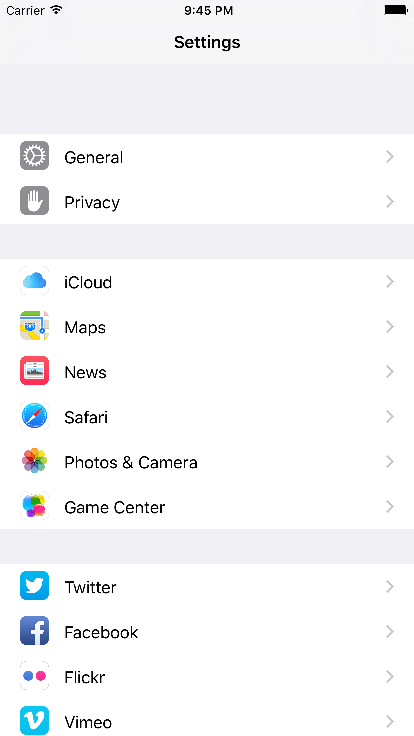 Carrier 9:45 PM
Settings
General
Privacy
iCloud
Maps
News
Safari
Photos & Camera
Game Center
Twitter
Facebook
Flickr
Vimeo